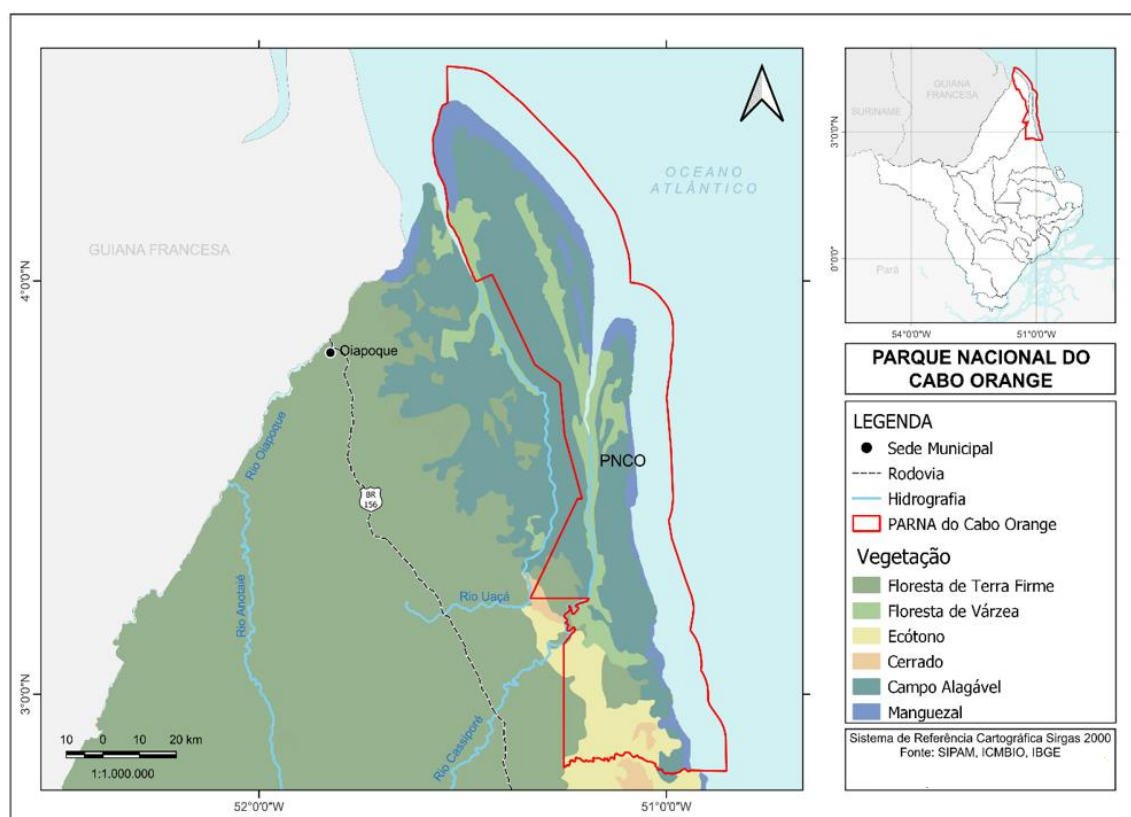 OCEANO
ATLÂNTICO
GUIANA FRANCESA
4°0'0"N
Oiapoque
Rio Oiapoque
PNCO
BR
156
Rio Anotaié
Rio Uaçá
3°0'0"N
Rio Cassiporé
10 0 10 20 km
1:1.000.000
52°0'0"W
51°0'0"W
GUIANA
FRANCESA
SURINAME
3°0'0"N
0°0'0"
Pará
54°0'0"W
51°0'0"W
PARQUE NACIONAL DO
CABO ORANGE
LEGENDA
Sede Municipal
Rodovia
Hidrografia
PARNA do Cabo Orange
Vegetação
Floresta de Terra Firme
Floresta de Várzea
Ecótono
Cerrado
Campo Alagável
Manguezal
Sistema de Referência Cartográfica Sirgas 2000
Fonte: SIPAM, ICMBIO, IBGE